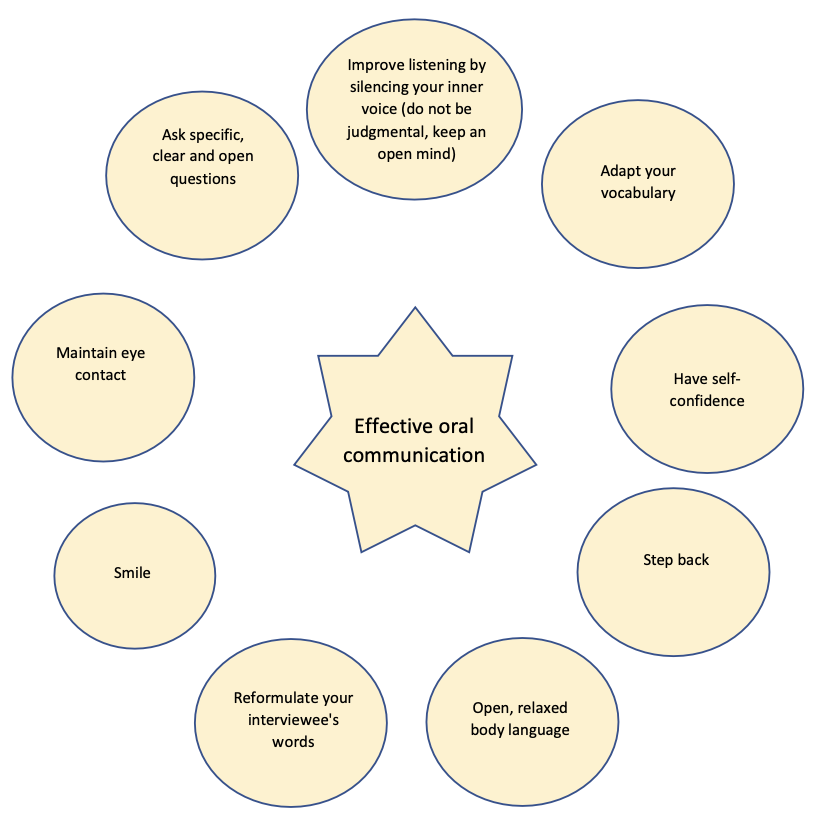 Improve listening by
silencing your inner
voice (do not be
judgmental, keep an
open mind)
Ask specific,
clear and open
questions
Adapt your
vocabulary
Maintain eye
contact
Have self-
confidence
Effective oral
communication
Smile
Step back
Reformulate your
interviewee's
words
Open, relaxed
body language